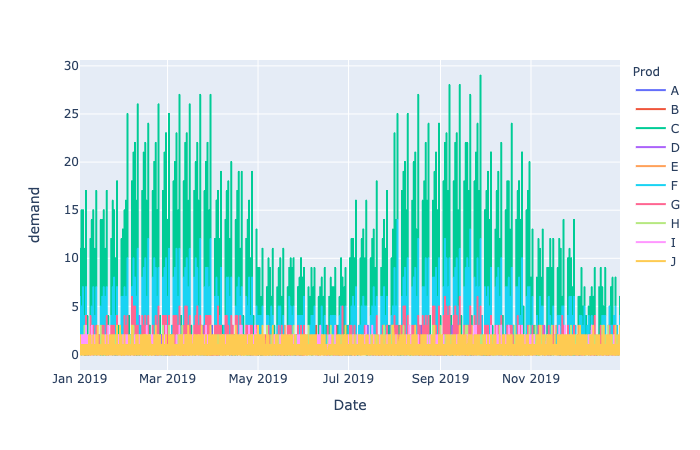 30
25
20
15
10
5
0
demand
Jan 2019
Mar 2019
May 2019
Jul 2019
Sep 2019
Nov 2019
Date
Prod
A
B
C
D
E
F
G
H
I
J